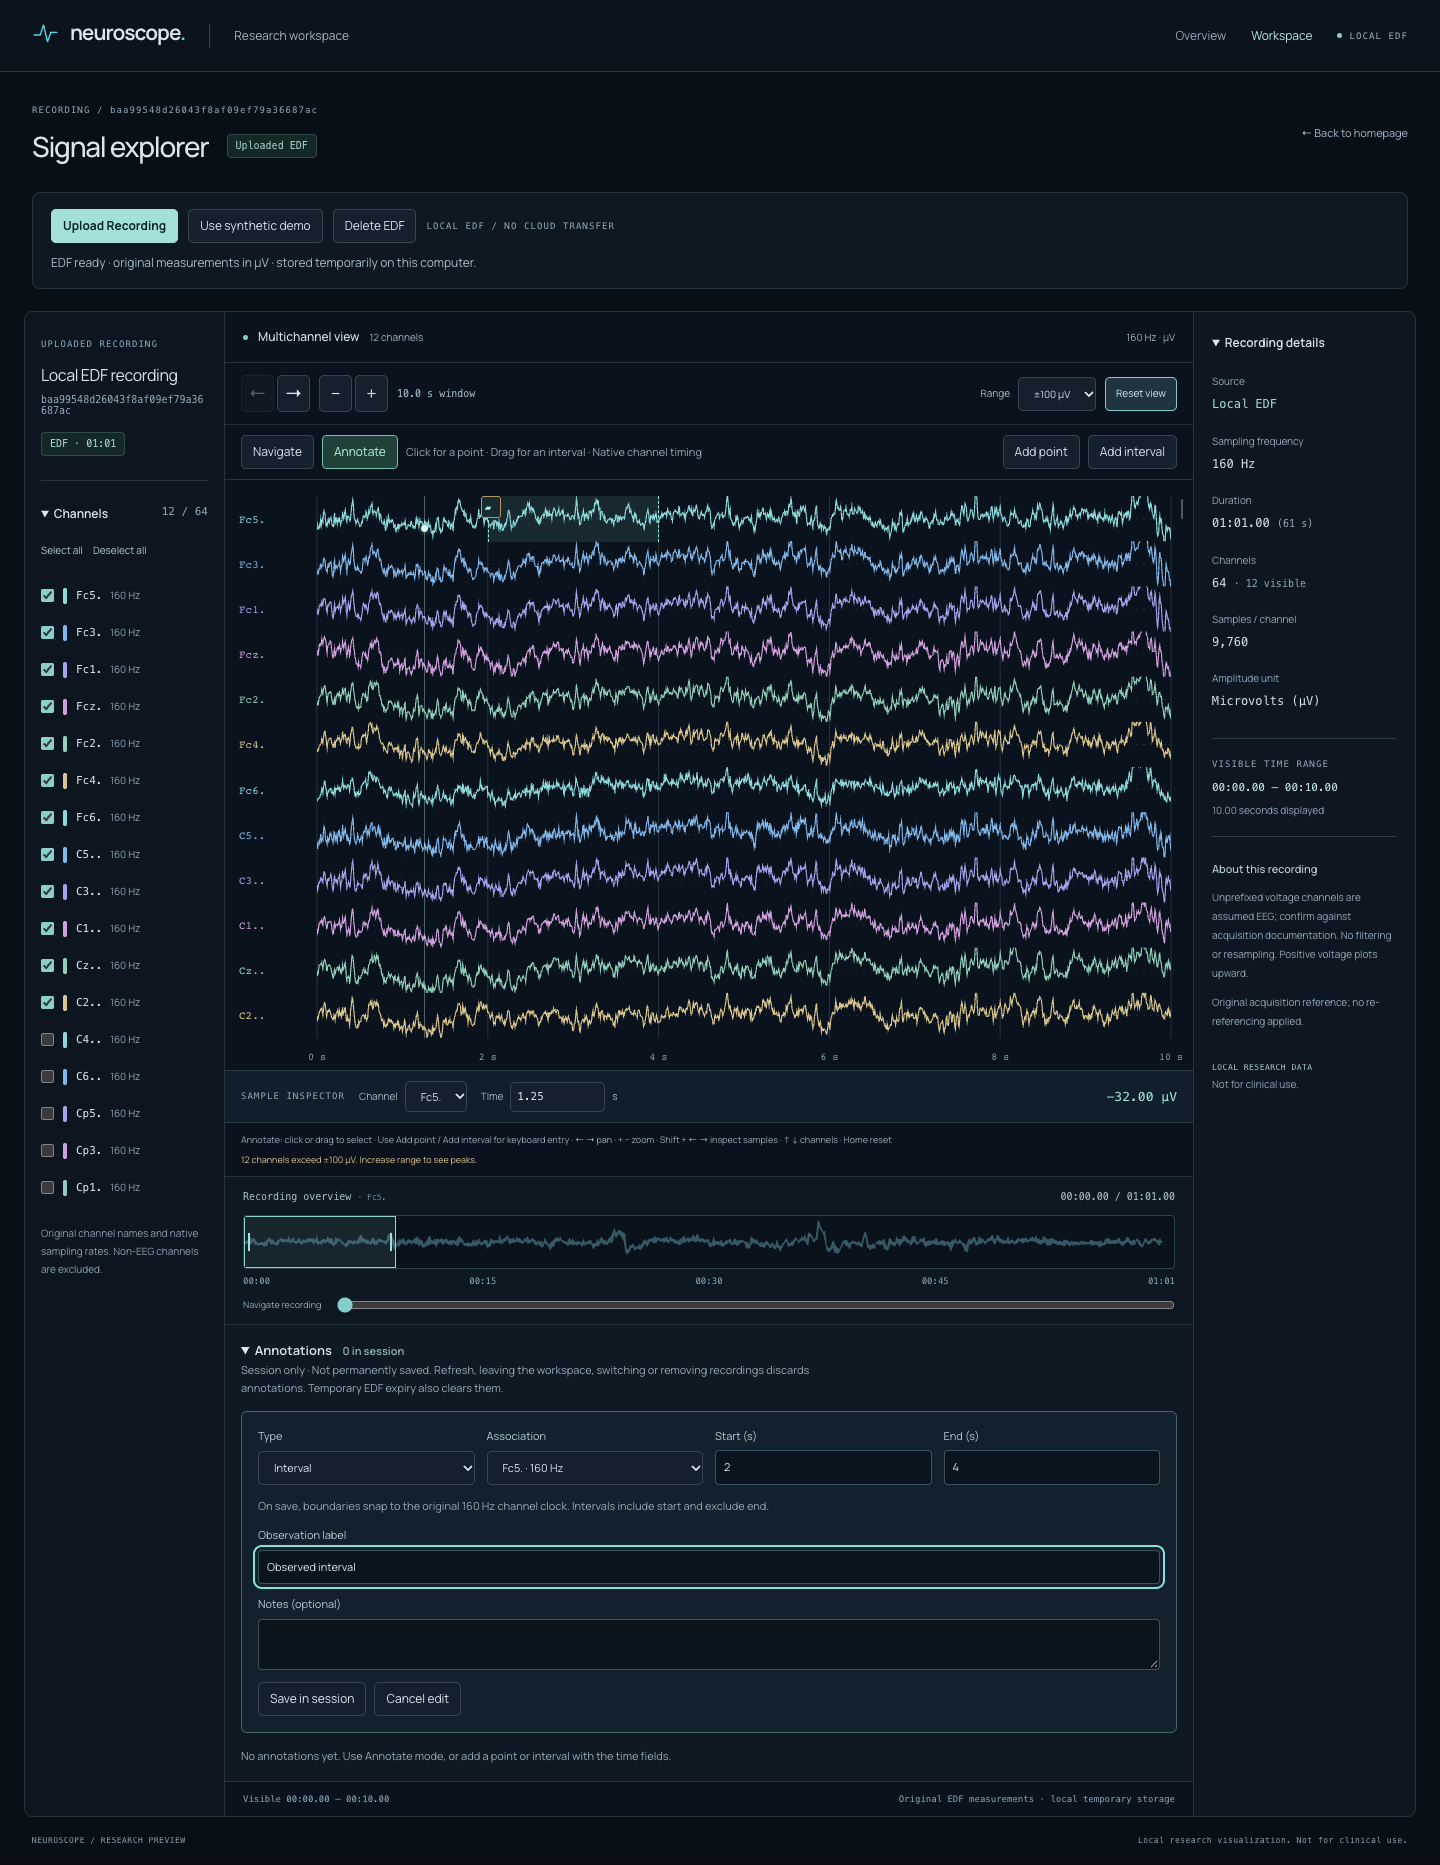 neuroscope.
Research workspace
Overview
Workspace
LOCAL EDF
RECORDING / baa99548d26043f8af09ef79a36687ac
Signal explorer
Uploaded EDF
← Back to homepage
Upload Recording
Use synthetic demo
Delete EDF
LOCAL EDF / NO CLOUD TRANSFER
EDF ready · original measurements in µV · stored temporarily on this computer.
UPLOADED RECORDING
Local EDF recording
baa99548d26043f8af09ef79a36
687ac
EDF · 01:01
▼ Channels
12 / 64
Select all
Deselect all
Fc5. 160 Hz
Fc3. 160 Hz
Fc1. 160 Hz
Fcz. 160 Hz
Fc2. 160 Hz
Fc4. 160 Hz
Fc6. 160 Hz
C5.. 160 Hz
C3.. 160 Hz
C1.. 160 Hz
Cz.. 160 Hz
C2.. 160 Hz
C4.. 160 Hz
C6.. 160 Hz
Cp5. 160 Hz
Cp3. 160 Hz
Cp1. 160 Hz
Original channel names and native
sampling rates. Non-EEG channels
are excluded.
Multichannel view
12 channels
160 Hz · µV
←
→
−
+
10.0 s window
Range
±100 µV
Reset view
Navigate
Annotate
Click for a point · Drag for an interval · Native channel timing
Add point
Add interval
Fc5.
Fc3.
Fc1.
Fcz.
Fc2.
Fc4.
Fc6.
C5..
C3..
C1..
Cz..
C2..
0 s
2 s
4 s
6 s
8 s
10 s
SAMPLE INSPECTOR
Channel
Fc5.
Time
1.25
s
−32.00 µV
Annotate: click or drag to select · Use Add point / Add interval for keyboard entry · ← → pan · + − zoom · Shift + ← → inspect samples · ↑ ↓ channels · Home reset
12 channels exceed ±100 µV. Increase range to see peaks.
Recording overview · Fc5.
00:00.00 / 01:01.00
00:00
00:15
00:30
00:45
01:01
Navigate recording
▼ Annotations
0 in session
Session only · Not permanently saved. Refresh, leaving the workspace, switching or removing recordings discards
annotations. Temporary EDF expiry also clears them.
Type
Association
Start (s)
End (s)
Interval
Fc5. · 160 Hz
2
4
On save, boundaries snap to the original 160 Hz channel clock. Intervals include start and exclude end.
Observation label
Observed interval
Notes (optional)
Save in session
Cancel edit
No annotations yet. Use Annotate mode, or add a point or interval with the time fields.
Visible 00:00.00 — 00:10.00
Original EDF measurements · local temporary storage
▼ Recording details
Source
Local EDF
Sampling frequency
160 Hz
Duration
01:01.00 (61 s)
Channels
64 · 12 visible
Samples / channel
9,760
Amplitude unit
Microvolts (µV)
VISIBLE TIME RANGE
00:00.00 — 00:10.00
10.00 seconds displayed
About this recording
Unprefixed voltage channels are
assumed EEG; confirm against
acquisition documentation. No filtering
or resampling. Positive voltage plots
upward.
Original acquisition reference; no re-
referencing applied.
LOCAL RESEARCH DATA
Not for clinical use.
NEUROSCOPE / RESEARCH PREVIEW
Local research visualization. Not for clinical use.